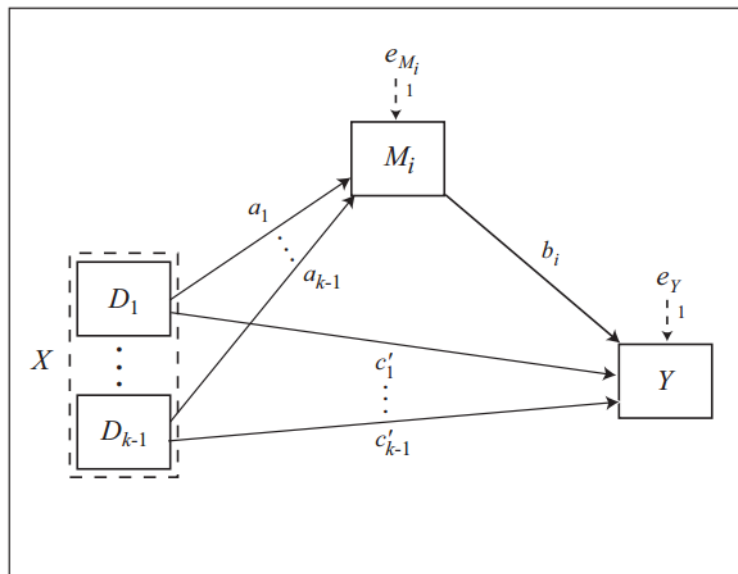 e_{M_i}
1
M_i
a_1
a_{k-1}
b_i
e_Y
1
D_1
X
c'_1
Y
D_{k-1}
c'_{k-1}